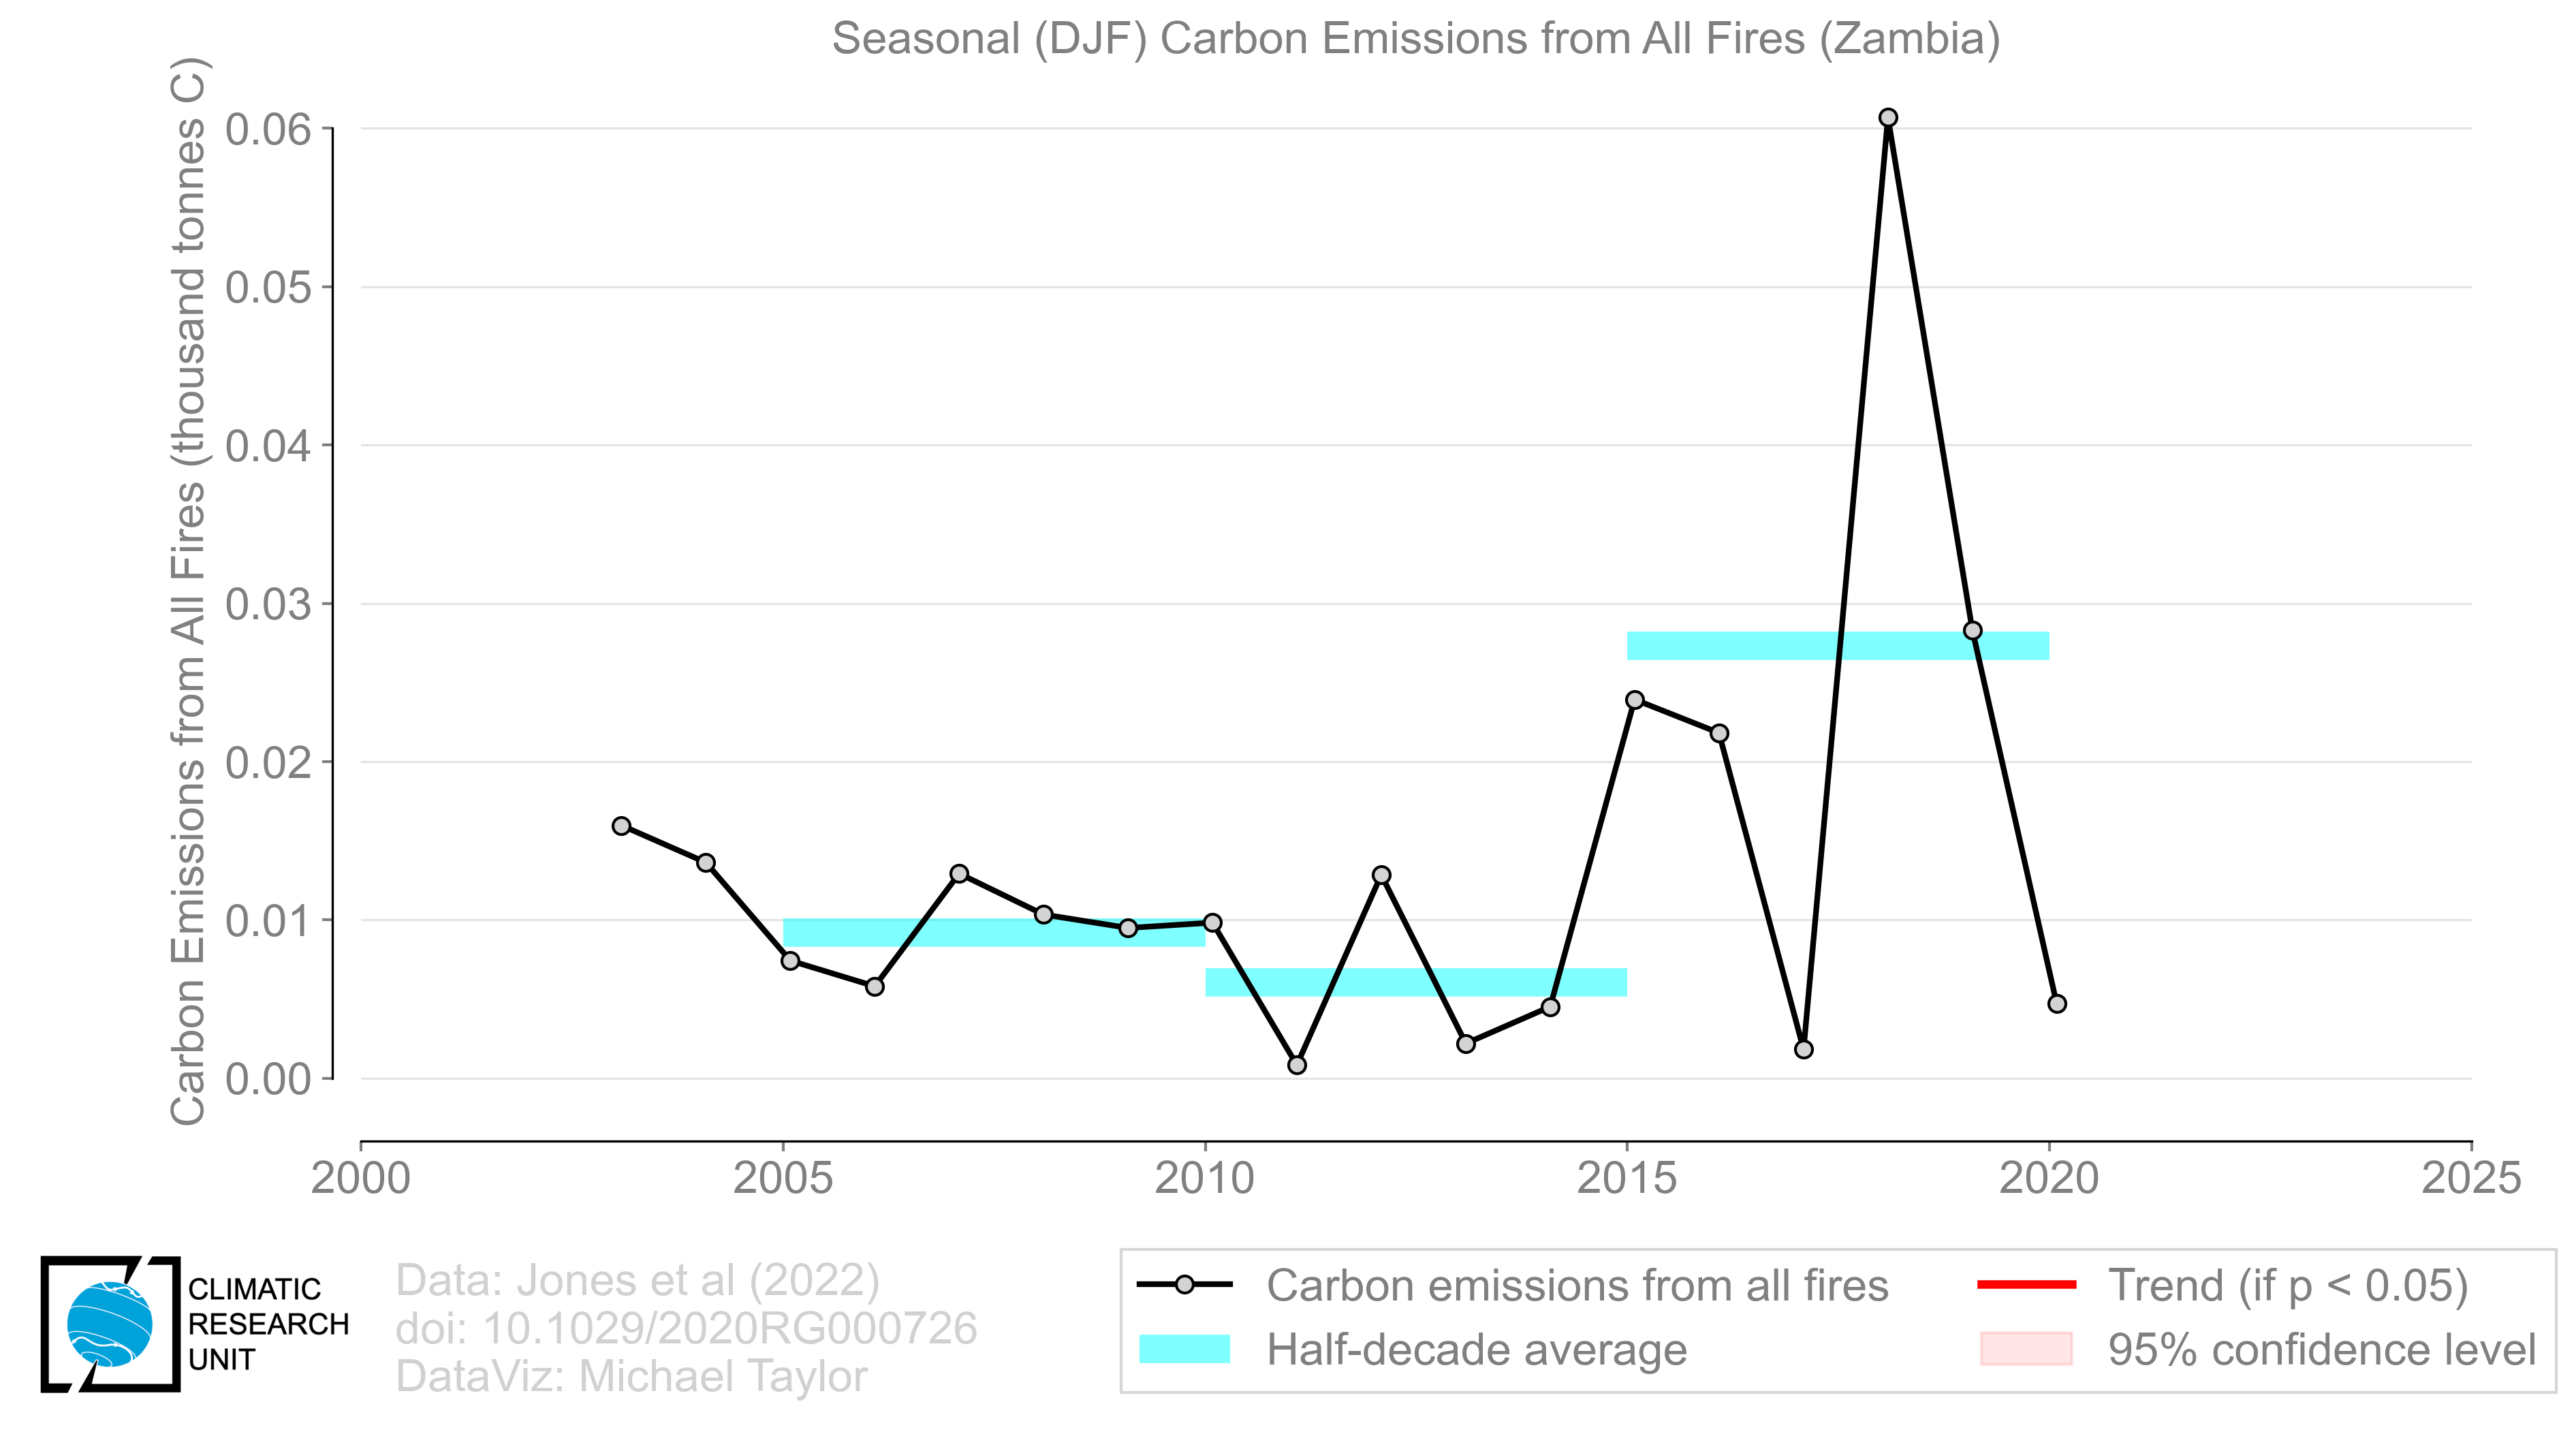 Seasonal (DJF) Carbon Emissions from All Fires (Zambia)
Carbon Emissions from All Fires (thousand tonnes C)
0.06
0.05
0.04
0.03
0.02
0.01
0.00
2000
2005
2010
2015
2020
2025
CLIMATIC
RESEARCH
UNIT
Data: Jones et al (2022)
doi: 10.1029/2020RG000726
DataViz: Michael Taylor
Carbon emissions from all fires
Half-decade average
Trend (if p < 0.05)
95% confidence level